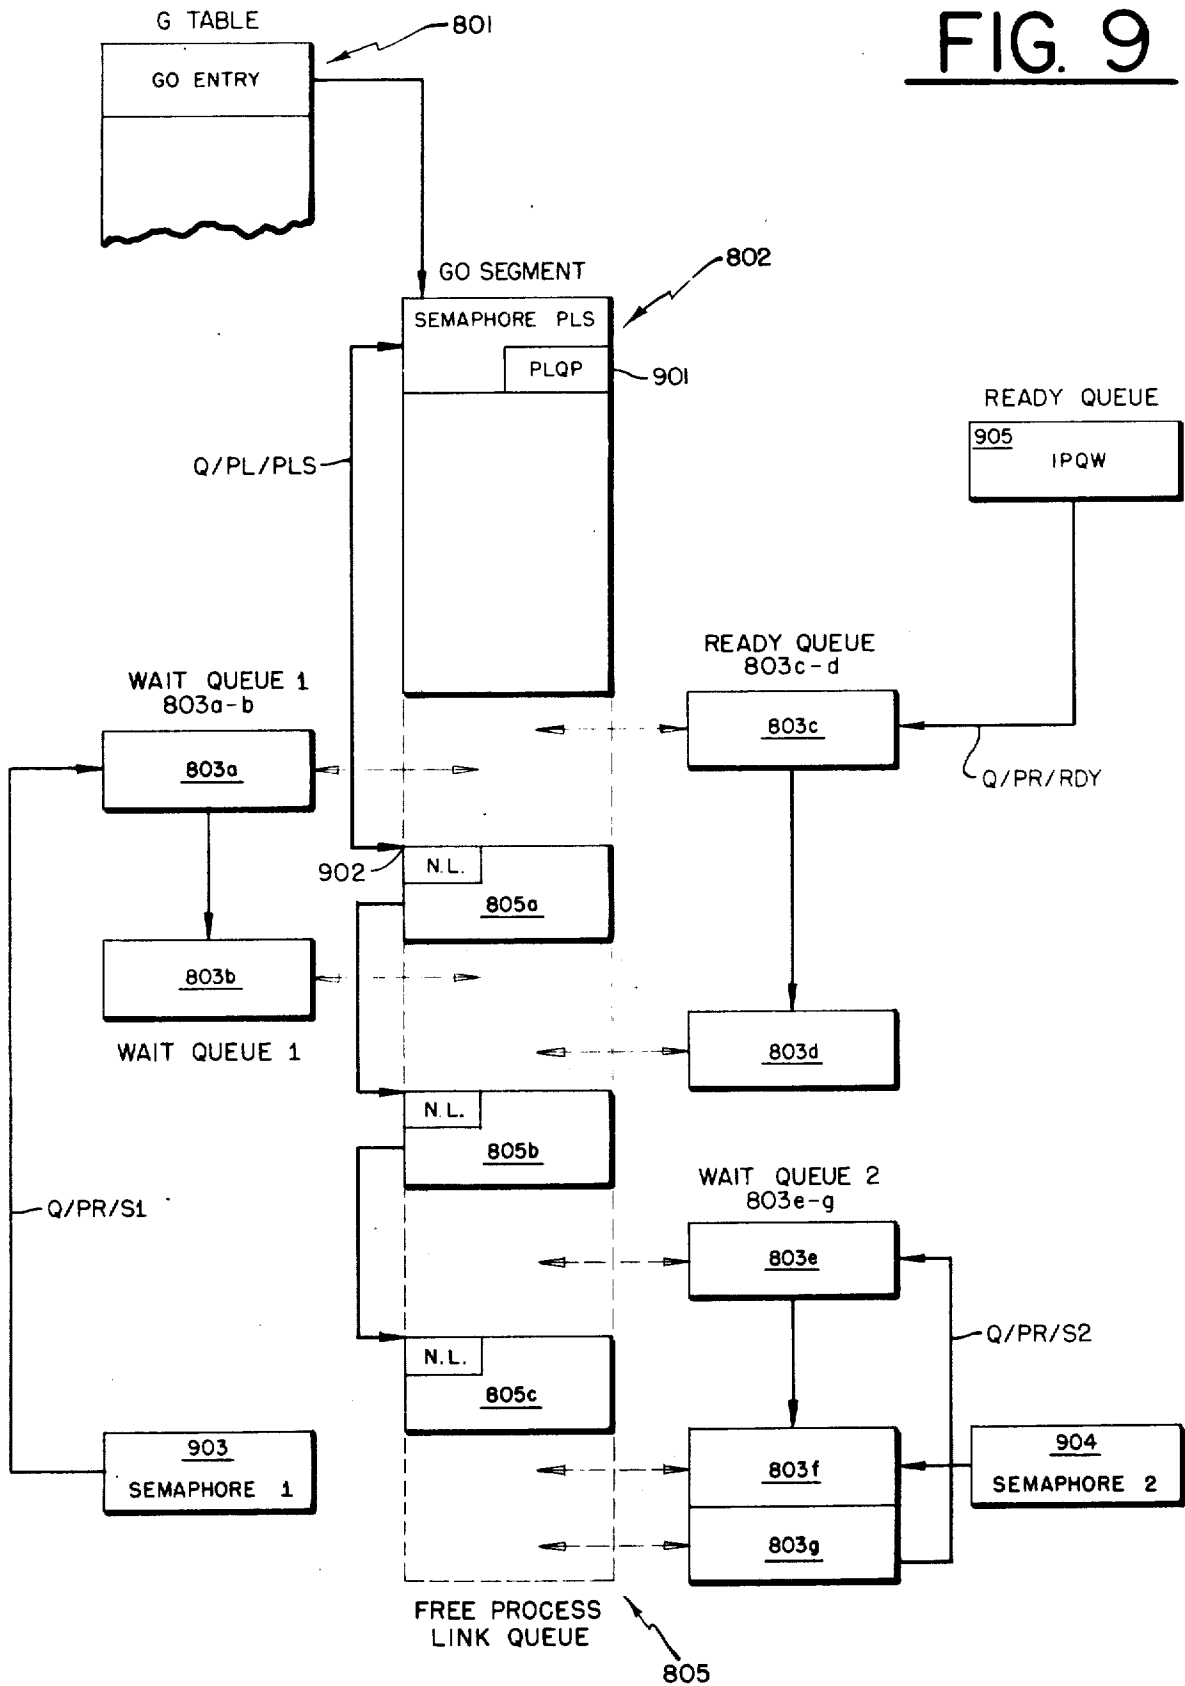 G TABLE
801
FIG. 9
GO ENTRY
802
GO SEGMENT
SEMAPHORE PLS
PLQP
901
READY QUEUE
905
IPQW
Q/PL/PLS
READY QUEUE
803c-d
WAIT QUEUE 1
803a-b
803c
803a
Q/PR/RDY
902
N.L.
805a
803b
WAIT QUEUE 1
803d
N.L.
805b
WAIT QUEUE 2
803e-g
Q/PR/S1
803e
Q/PR/S2
N.L.
805c
903
SEMAPHORE 1
803f
904
SEMAPHORE 2
803g
FREE PROCESS
LINK QUEUE
805